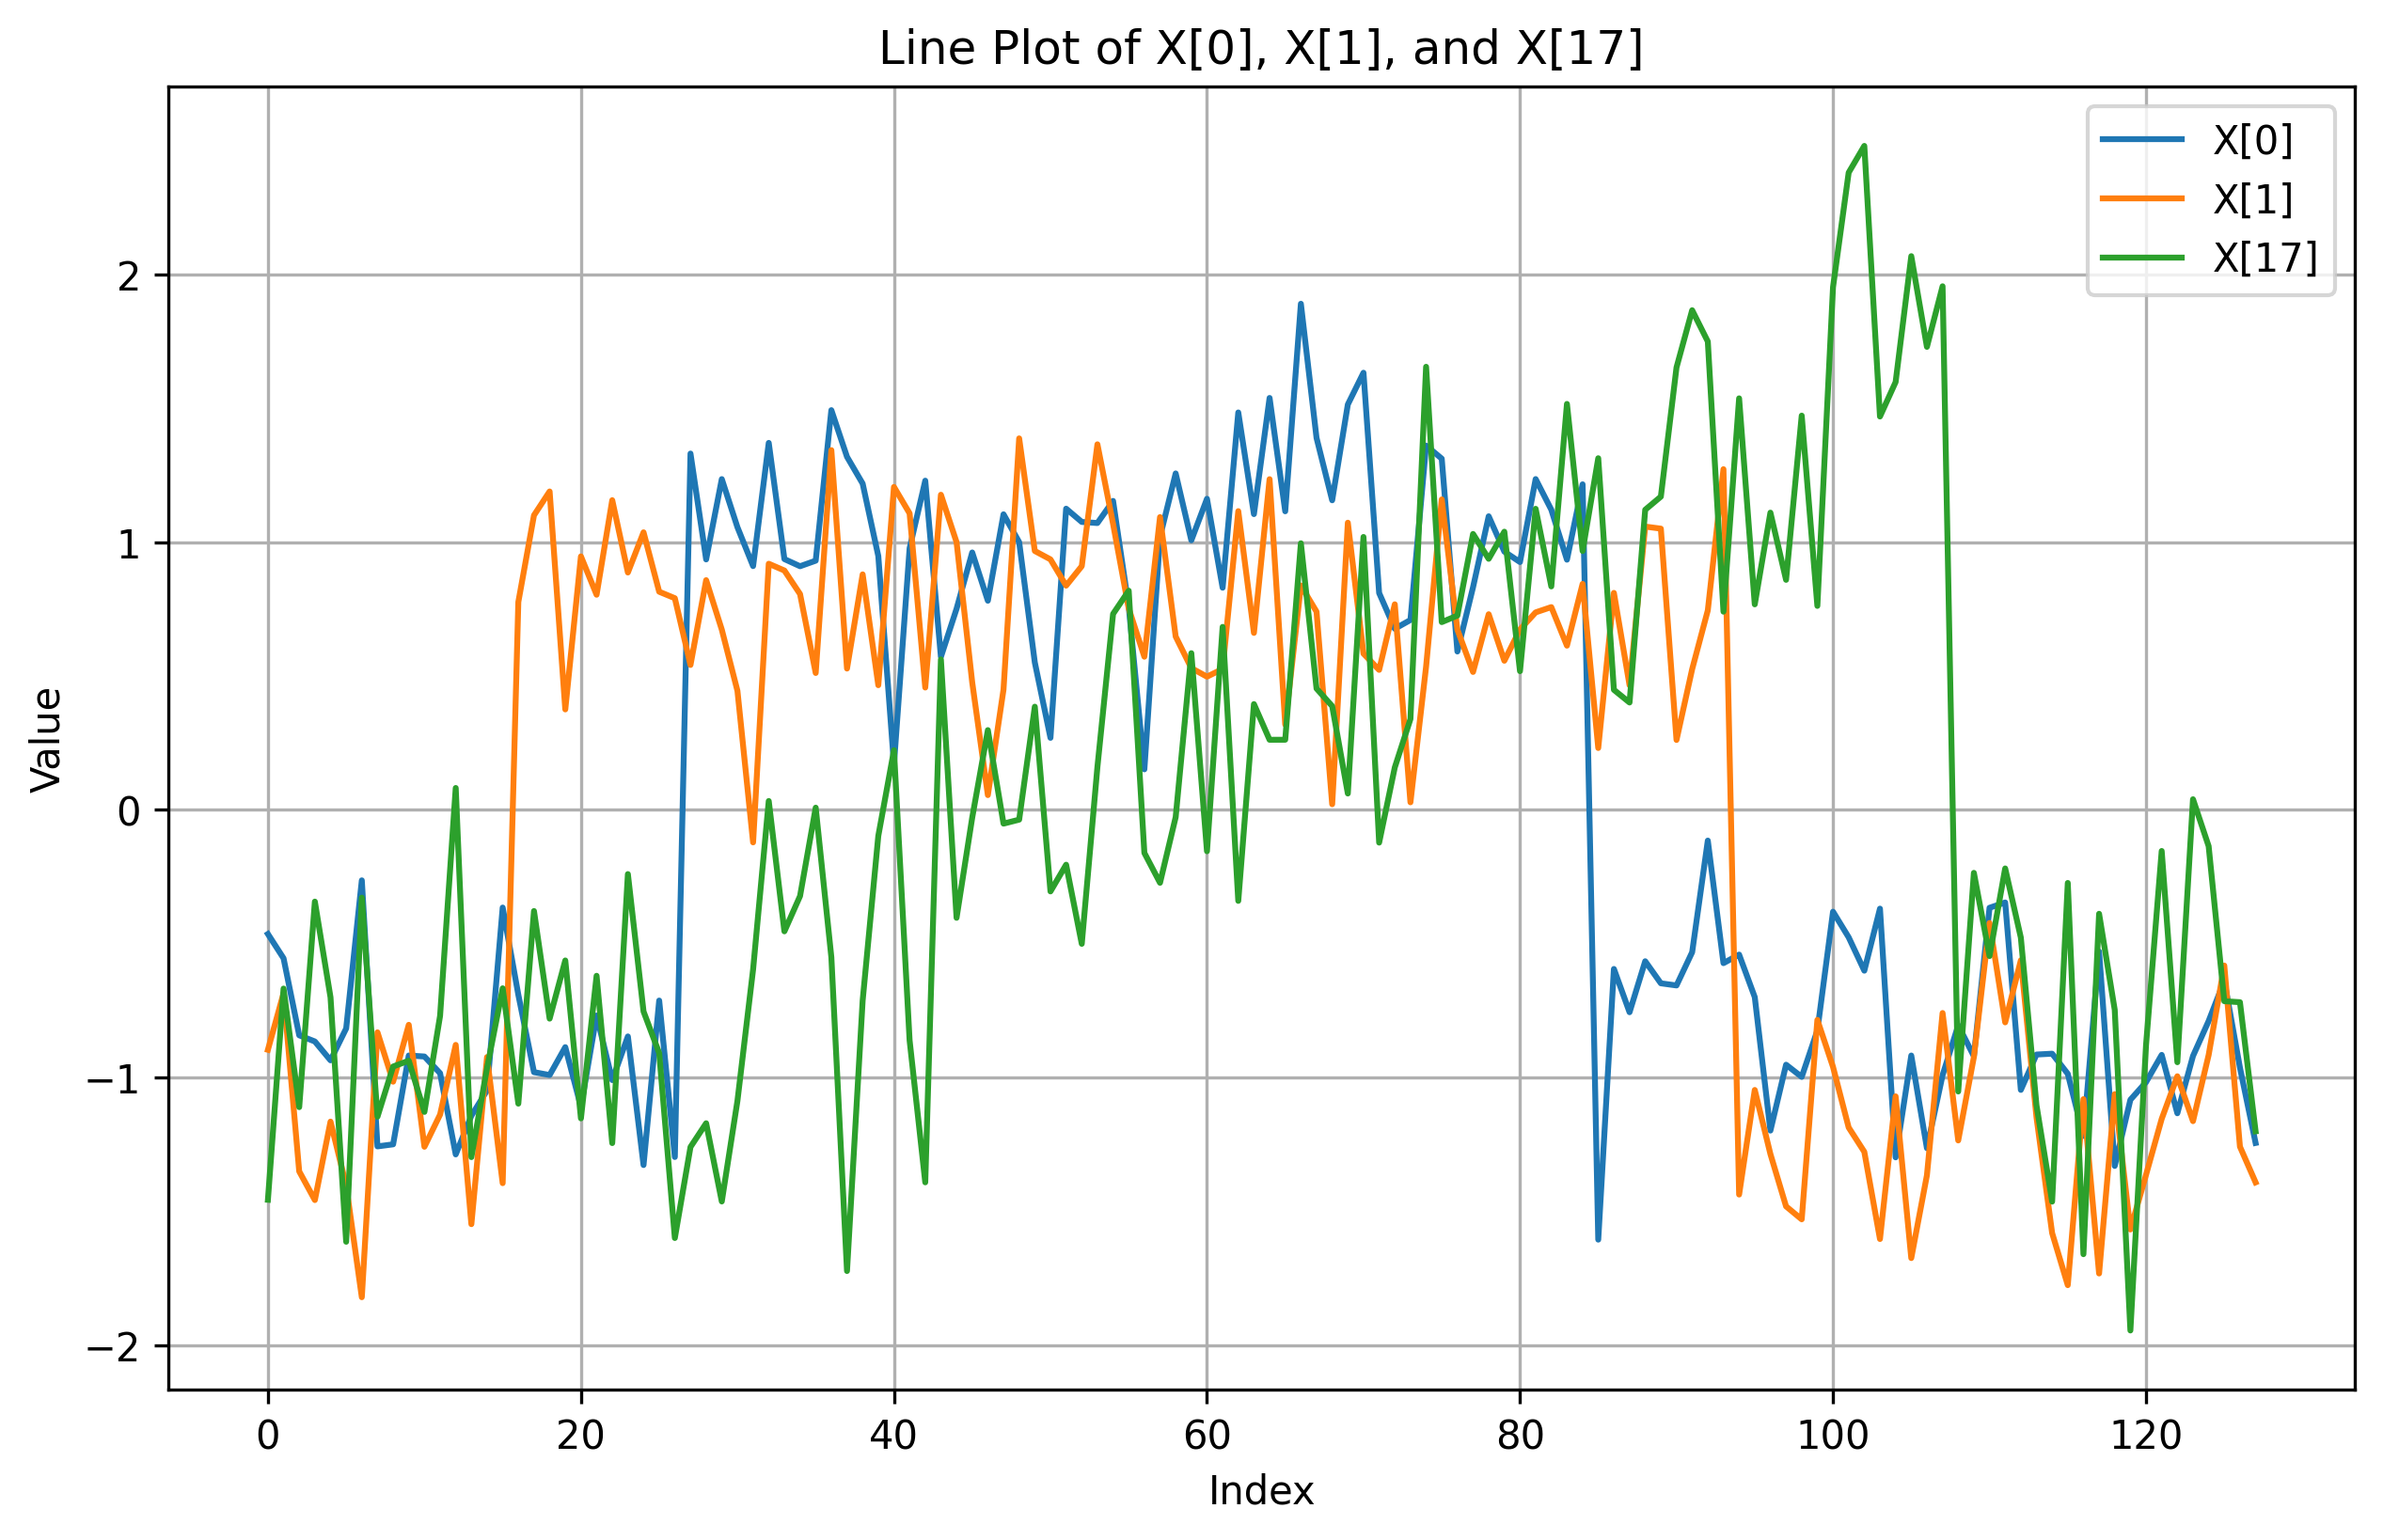 Line Plot of X[0], X[1], and X[17]
X[0]
X[1]
X[17]
Value
2
1
0
−1
−2
0 20 40 60 80 100 120
Index